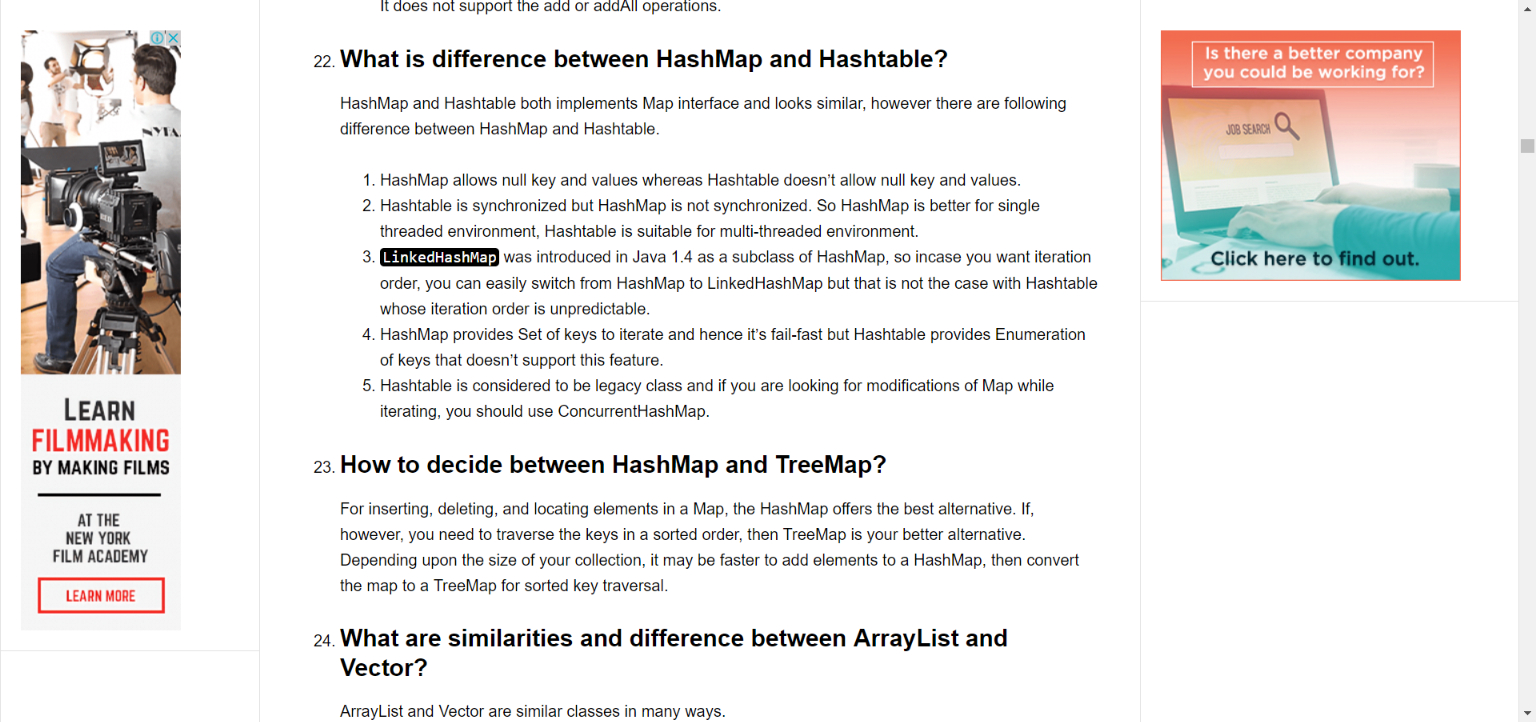 It does not support the add or addAll operations.
22. What is difference between HashMap and Hashtable?
HashMap and Hashtable both implements Map interface and looks similar, however there are following
difference between HashMap and Hashtable.
1. HashMap allows null key and values whereas Hashtable doesn’t allow null key and values.
2. Hashtable is synchronized but HashMap is not synchronized. So HashMap is better for single
threaded environment, Hashtable is suitable for multi-threaded environment.
3. LinkedHashMap was introduced in Java 1.4 as a subclass of HashMap, so incase you want iteration
order, you can easily switch from HashMap to LinkedHashMap but that is not the case with Hashtable
whose iteration order is unpredictable.
4. HashMap provides Set of keys to iterate and hence it’s fail-fast but Hashtable provides Enumeration
of keys that doesn’t support this feature.
5. Hashtable is considered to be legacy class and if you are looking for modifications of Map while
iterating, you should use ConcurrentHashMap.
23. How to decide between HashMap and TreeMap?
For inserting, deleting, and locating elements in a Map, the HashMap offers the best alternative. If,
however, you need to traverse the keys in a sorted order, then TreeMap is your better alternative.
Depending upon the size of your collection, it may be faster to add elements to a HashMap, then convert
the map to a TreeMap for sorted key traversal.
24. What are similarities and difference between ArrayList and
Vector?
ArrayList and Vector are similar classes in many ways.
NYFA
LEARN
FILMMAKING
BY MAKING FILMS
AT THE
NEW YORK
FILM ACADEMY
LEARN MORE
Is there a better company
you could be working for?
JOB SEARCH
Click here to find out.